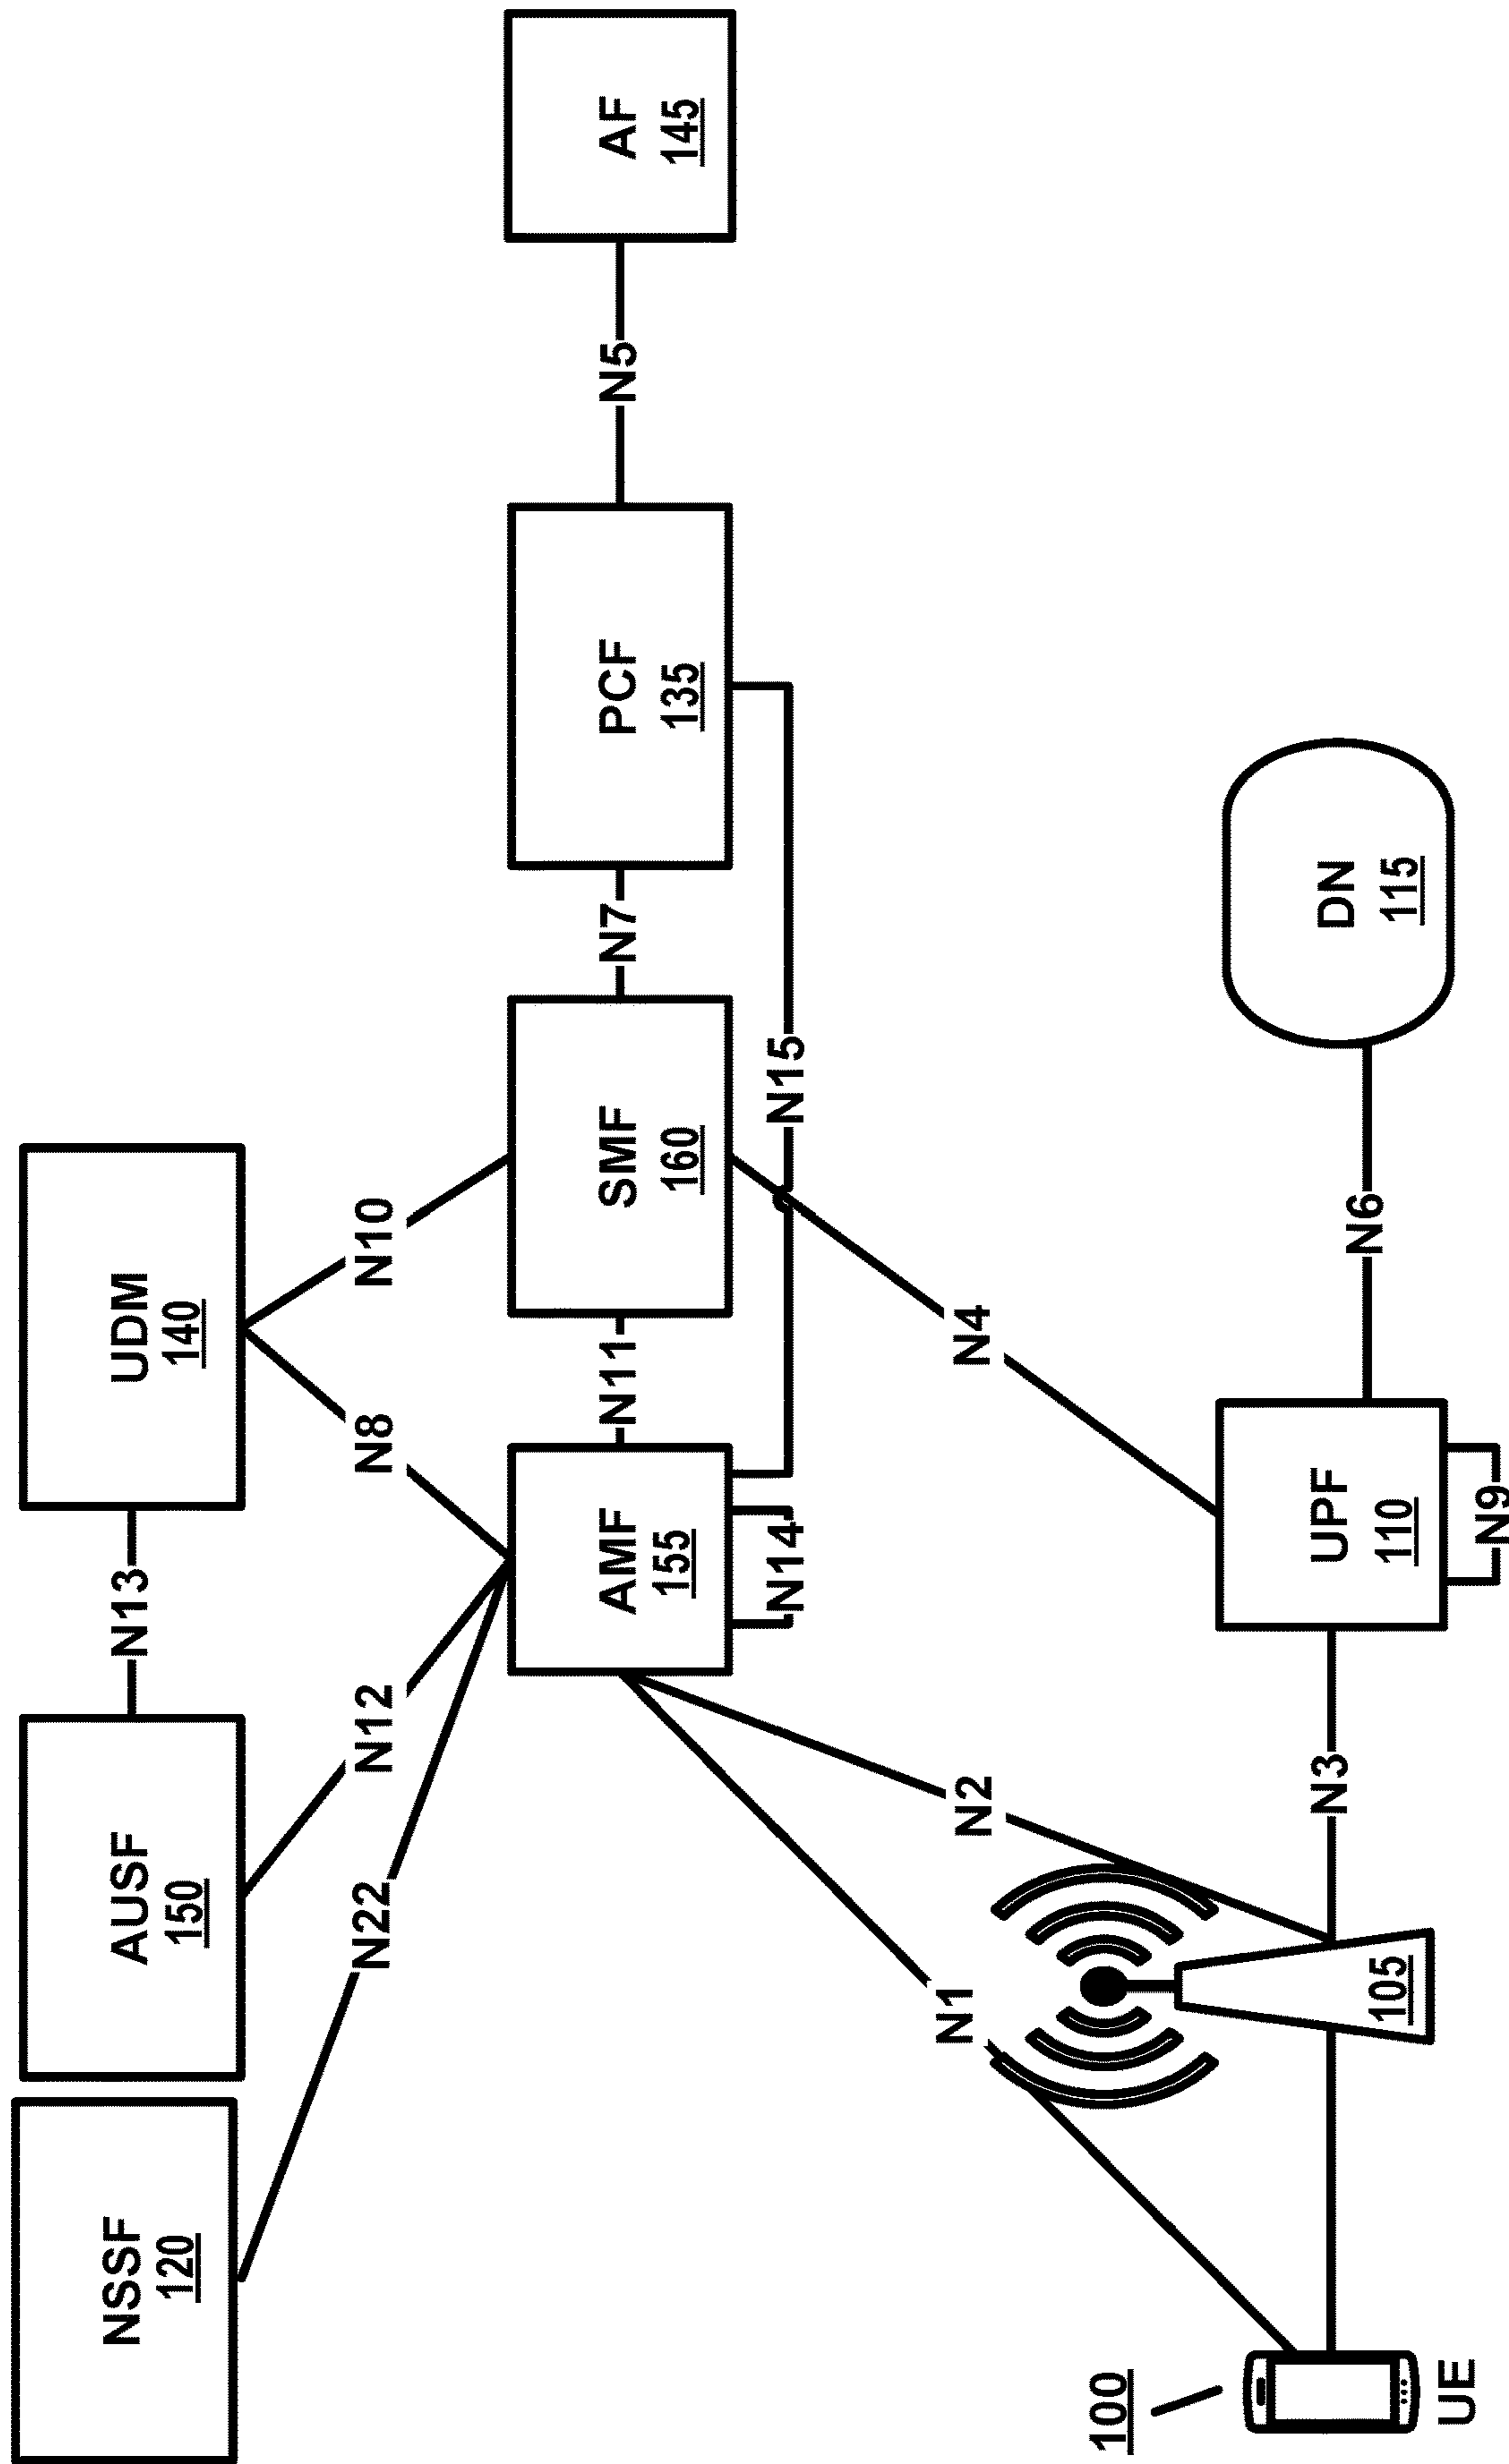 NSSF
120
AUSF
150
N13
UDM
140
N22
N12
N8
N10
AMF
155
N11
SMF
160
N7
PCF
135
N5
AF
145
N14
N15
N1
N2
N4
100
UE
105
N3
UPF
110
N9
N6
DN
115